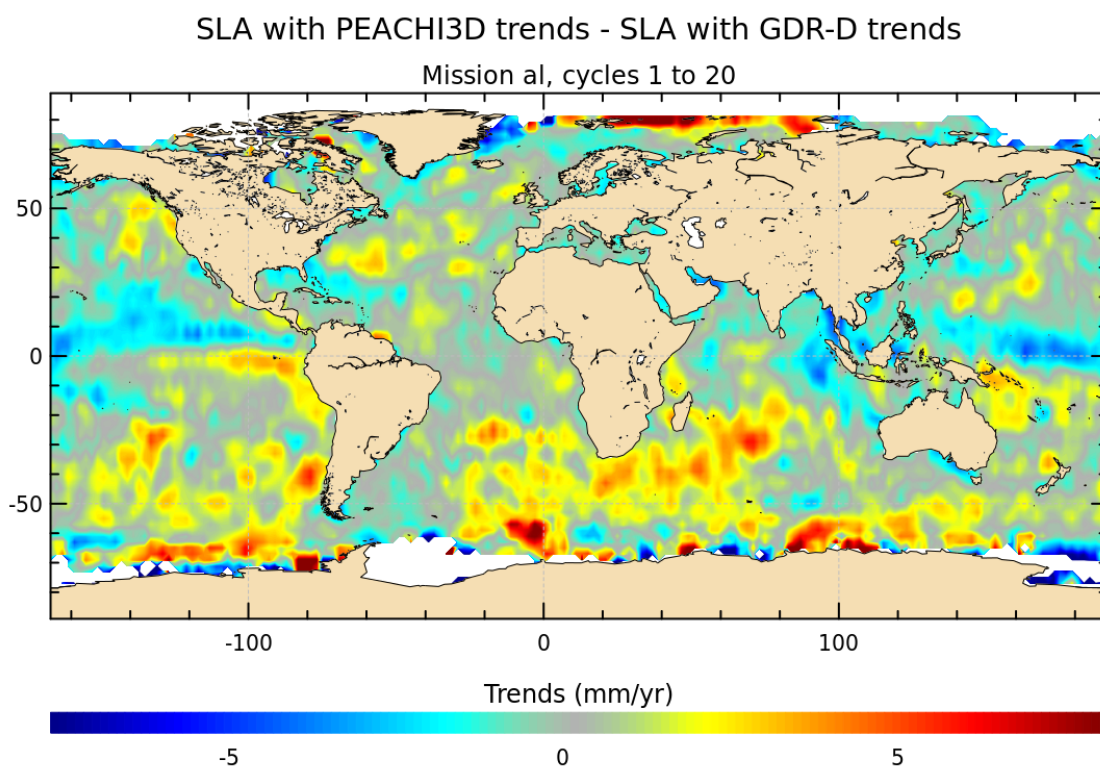 SLA with PEACHI3D trends - SLA with GDR-D trends
Mission al, cycles 1 to 20
50
0
-50
-100 0 100
Trends (mm/yr)
-5 0 5